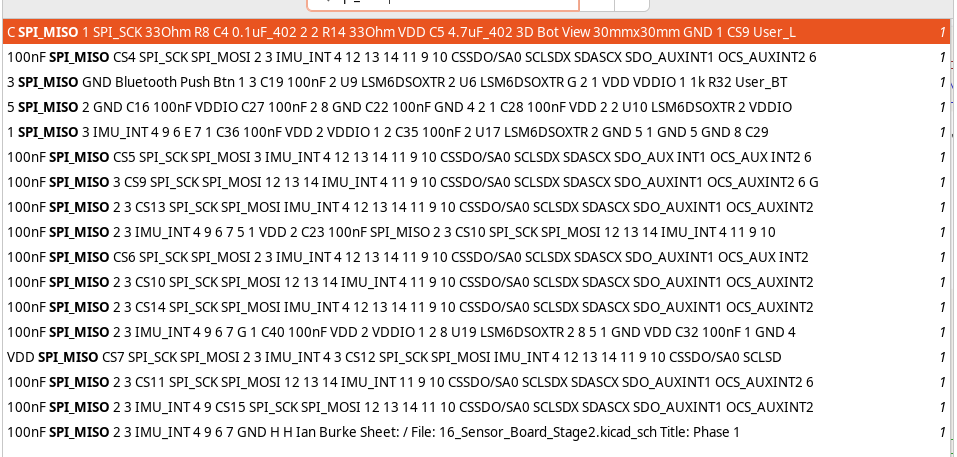 C SPI_MISO 1 SPI_SCK 33Ohm R8 C4 0.1uF_402 2 2 R14 33Ohm VDD C5 4.7uF_402 3D Bot View 30mmx30mm GND 1 CS9 User_L 1
100nF SPI_MISO CS4 SPI_SCK SPI_MOSI 2 3 IMU_INT 4 12 13 14 11 9 10 CSSDO/SA0 SCLSDX SDASCX SDO_AUXINT1 OCS_AUXINT2 6 1
3 SPI_MISO GND Bluetooth Push Btn 1 3 C19 100nF 2 U9 LSM6DSOXTR 2 U6 LSM6DSOXTR G 2 1 VDD VDDIO 1 1k R32 User_BT 1
5 SPI_MISO 2 GND C16 100nF VDDIO C27 100nF 2 8 GND C22 100nF GND 4 2 1 C28 100nF VDD 2 2 U10 LSM6DSOXTR 2 VDDIO 1
1 SPI_MISO 3 IMU_INT 4 9 6 E 7 1 C36 100nF VDD 2 VDDIO 1 2 C35 100nF 2 U17 LSM6DSOXTR 2 GND 5 1 GND 5 GND 8 C29 1
100nF SPI_MISO CS5 SPI_SCK SPI_MOSI 3 IMU_INT 4 12 13 14 11 9 10 CSSDO/SA0 SCLSDX SDASCX SDO_AUX INT1 OCS_AUX INT2 6 1
100nF SPI_MISO 3 CS9 SPI_SCK SPI_MOSI 12 13 14 IMU_INT 4 11 9 10 CSSDO/SA0 SCLSDX SDASCX SDO_AUXINT1 OCS_AUXINT2 6 G 1
100nF SPI_MISO 2 3 CS13 SPI_SCK SPI_MOSI IMU_INT 4 12 13 14 11 9 10 CSSDO/SA0 SCLSDX SDASCX SDO_AUXINT1 OCS_AUXINT2 1
100nF SPI_MISO 2 3 IMU_INT 4 9 6 7 5 1 VDD 2 C23 100nF SPI_MISO 2 3 CS10 SPI_SCK SPI_MOSI 12 13 14 IMU_INT 4 11 9 10 1
100nF SPI_MISO CS6 SPI_SCK SPI_MOSI 2 3 IMU_INT 4 12 13 14 11 9 10 CSSDO/SA0 SCLSDX SDASCX SDO_AUXINT1 OCS_AUX INT2 1
100nF SPI_MISO 2 3 CS10 SPI_SCK SPI_MOSI 12 13 14 IMU_INT 4 11 9 10 CSSDO/SA0 SCLSDX SDASCX SDO_AUXINT1 OCS_AUXINT2 1
100nF SPI_MISO 2 3 CS14 SPI_SCK SPI_MOSI IMU_INT 4 12 13 14 11 9 10 CSSDO/SA0 SCLSDX SDASCX SDO_AUXINT1 OCS_AUXINT2 1
100nF SPI_MISO 2 3 IMU_INT 4 9 6 7 G 1 C40 100nF VDD 2 VDDIO 1 2 8 U19 LSM6DSOXTR 2 8 5 1 GND VDD C32 100nF 1 GND 4 1
VDD SPI_MISO CS7 SPI_SCK SPI_MOSI 2 3 IMU_INT 4 3 CS12 SPI_SCK SPI_MOSI IMU_INT 4 12 13 14 11 9 10 CSSDO/SA0 SCLSD 1
100nF SPI_MISO 2 3 CS11 SPI_SCK SPI_MOSI 12 13 14 IMU_INT 11 9 10 CSSDO/SA0 SCLSDX SDASCX SDO_AUXINT1 OCS_AUXINT2 6 1
100nF SPI_MISO 2 3 IMU_INT 4 9 CS15 SPI_SCK SPI_MOSI 12 13 14 11 10 CSSDO/SA0 SCLSDX SDASCX SDO_AUXINT1 OCS_AUXINT2 1
100nF SPI_MISO 2 3 IMU_INT 4 9 6 7 GND H H Ian Burke Sheet: / File: 16_Sensor_Board_Stage2.kicad_sch Title: Phase 1 1